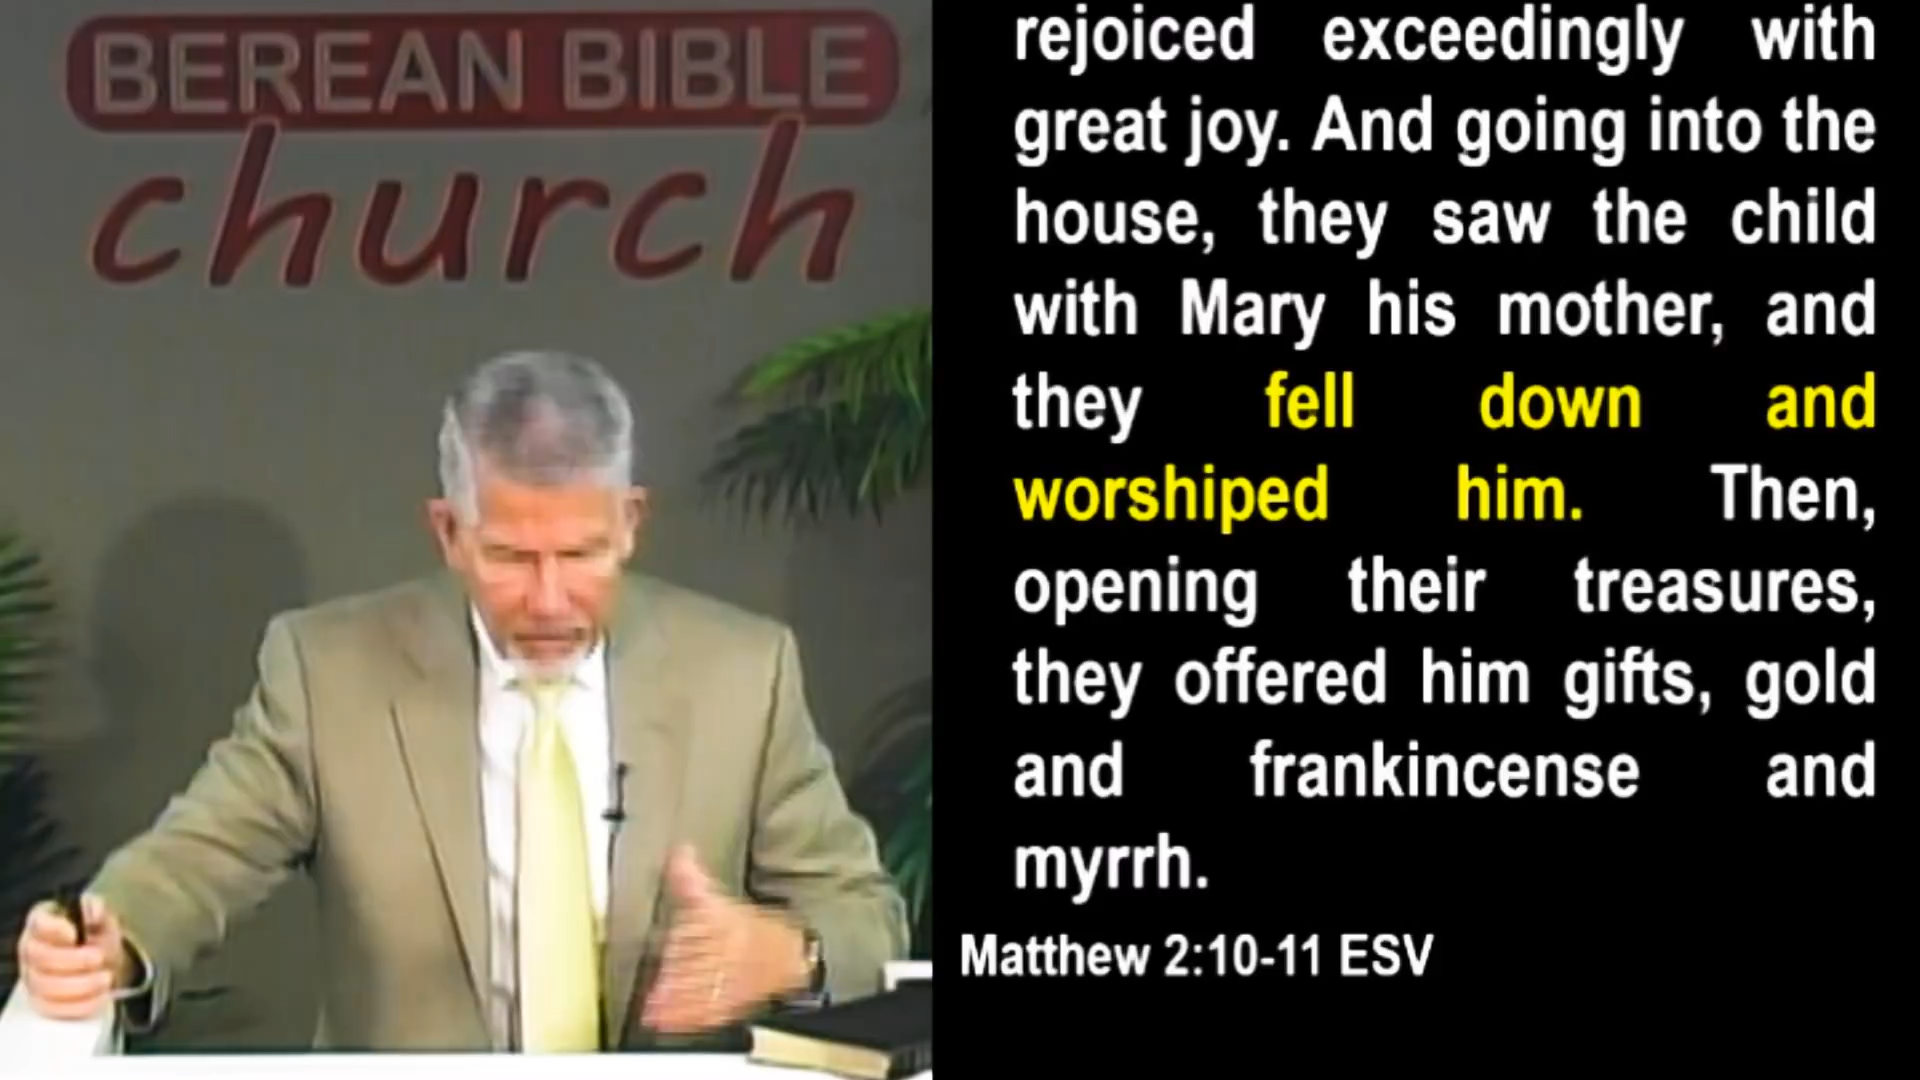 BEREAN BIBLE
church
rejoiced exceedingly with
great joy. And going into the
house, they saw the child
with Mary his mother, and
they fell down and
worshiped him. Then,
opening their treasures,
they offered him gifts, gold
and frankincense and
myrrh.
Matthew 2:10-11 ESV